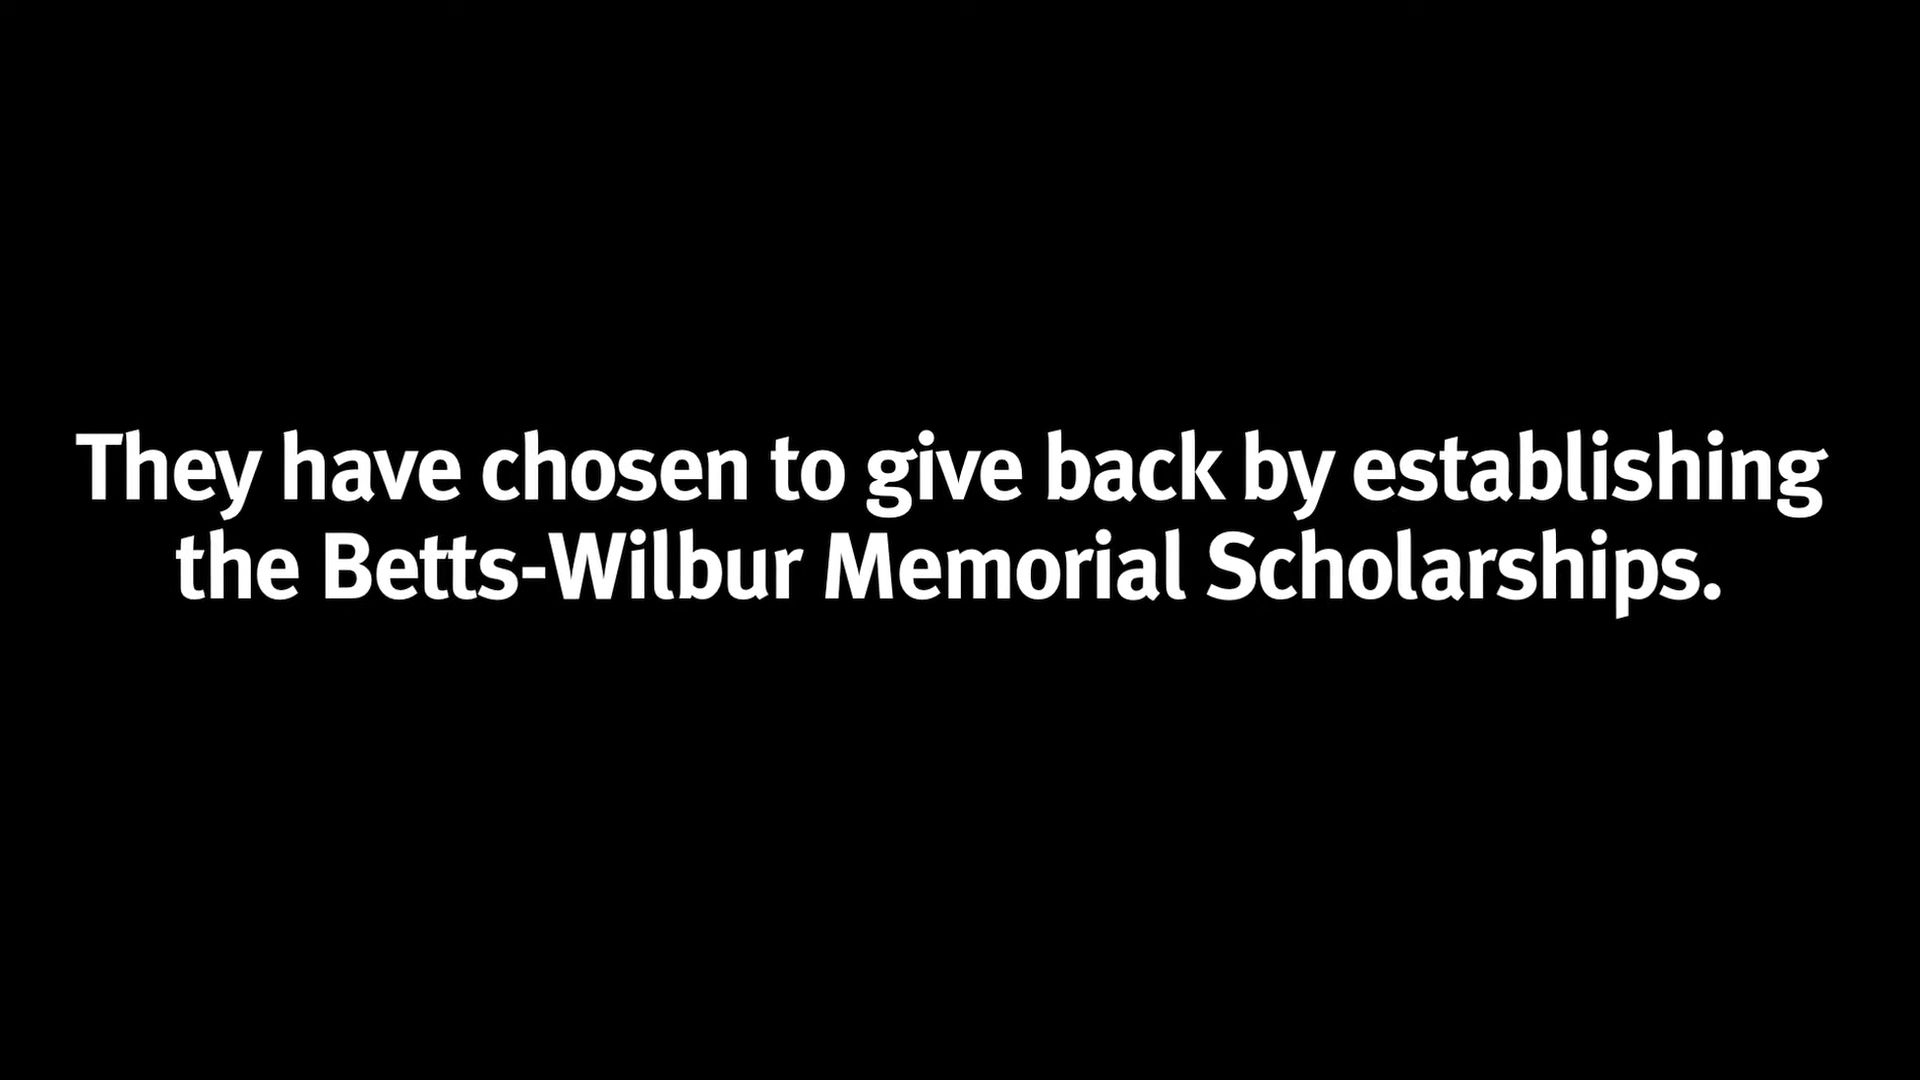 They have chosen to give back by establishing
the Betts-Wilbur Memorial Scholarships.